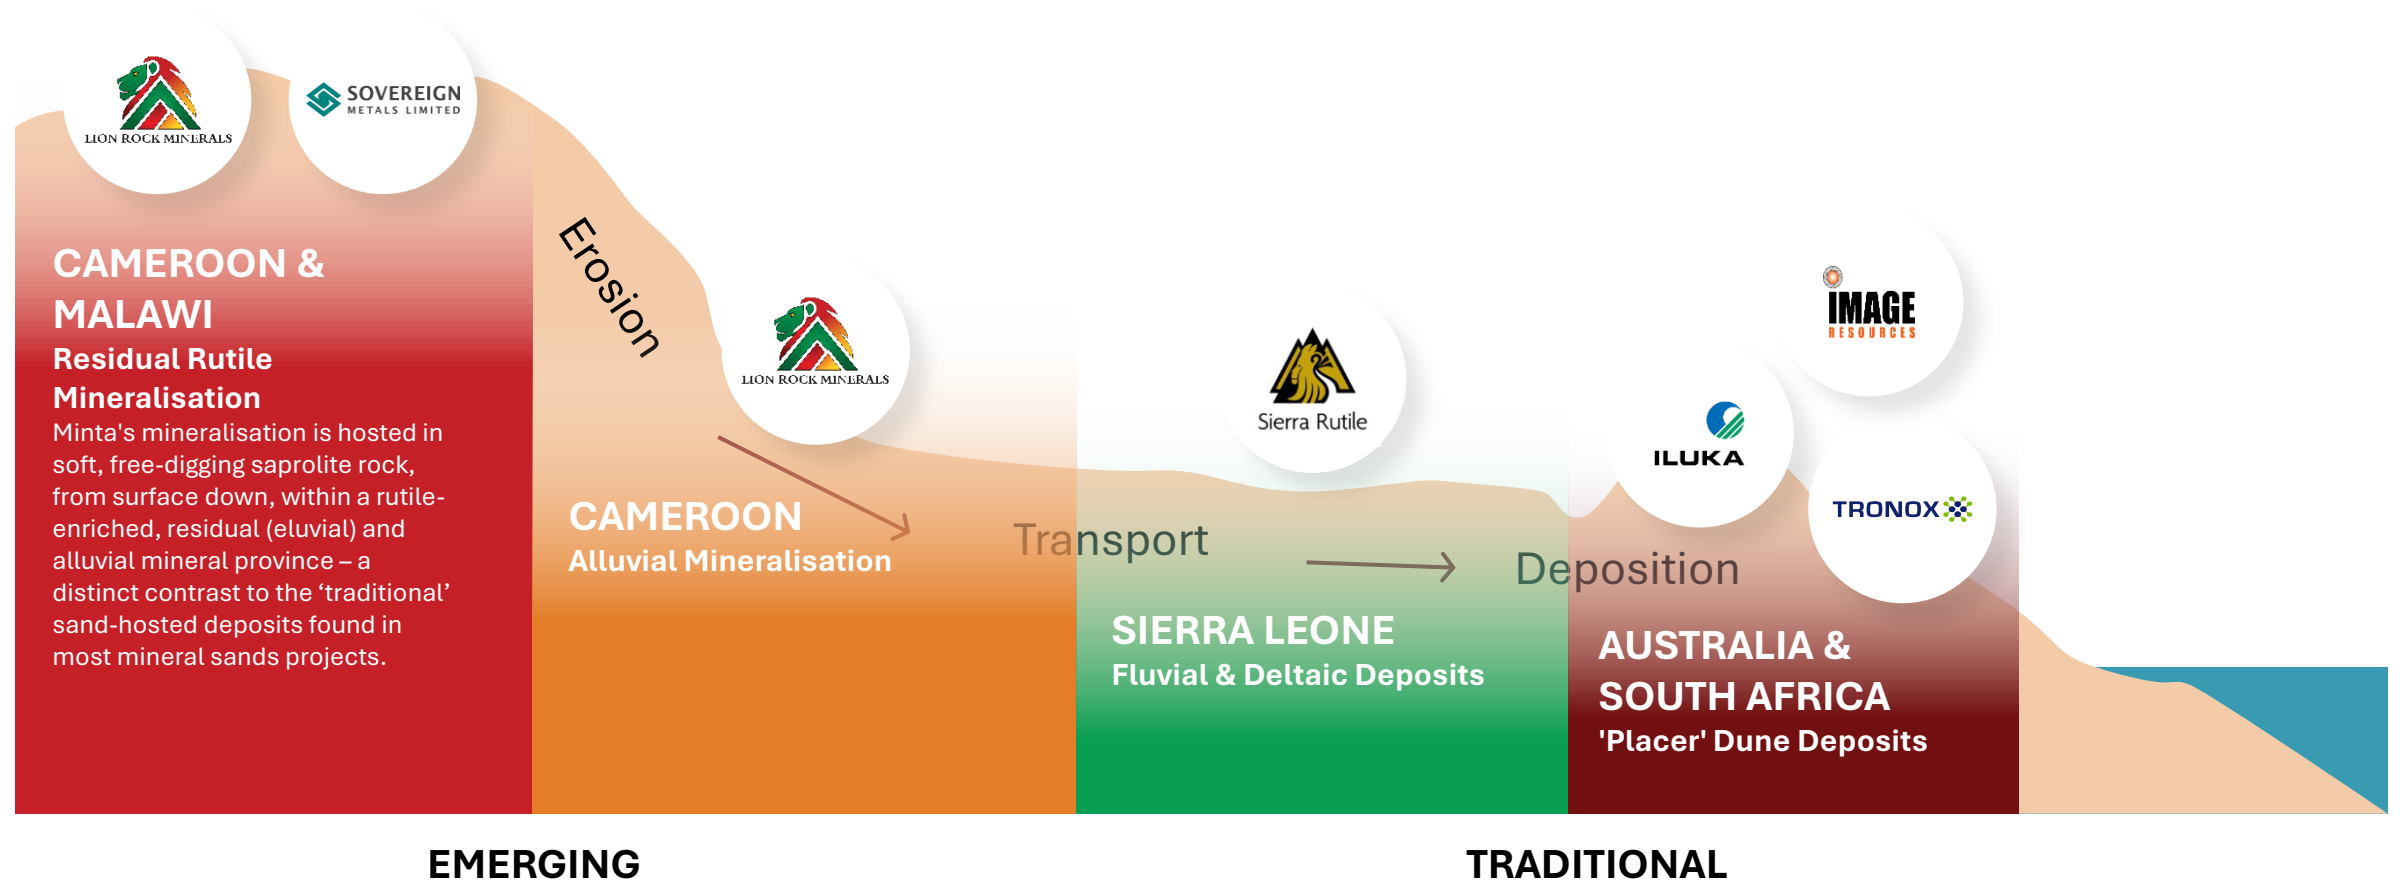 LION ROCK MINERALS
SOVEREIGN
METALS LIMITED
CAMEROON &
MALAWI
Residual Rutile
Mineralisation
Minta's mineralisation is hosted in
soft, free-digging saprolite rock,
from surface down, within a rutile-
enriched, residual (eluvial) and
alluvial mineral province – a
distinct contrast to the ‘traditional’
sand-hosted deposits found in
most mineral sands projects.
Erosion
LION ROCK MINERALS
CAMEROON
Alluvial Mineralisation
Transport
Sierra Rutile
SIERRA LEONE
Fluvial & Deltaic Deposits
Deposition
IMAGE
RESOURCES
ILUKA
TRONOX
AUSTRALIA &
SOUTH AFRICA
'Placer' Dune Deposits
EMERGING
TRADITIONAL